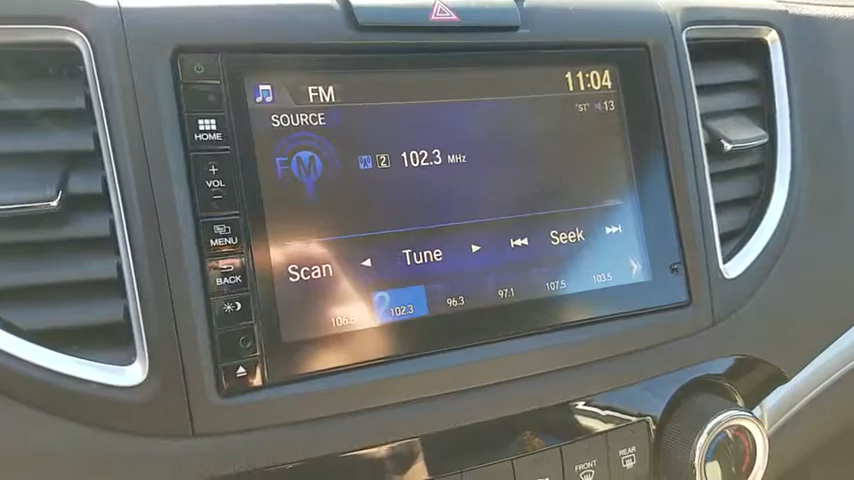 FM
11:04
SOURCE
"ST"
13
HOME
FM
2 102.3 MHz
VOL
MENU
Scan Tune Seek
BACK
106.5 2 102.3 96.3 97.1 107.5 103.5
FRONT
REAR